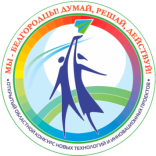 МЫ - БЕЛГОРОДЦЫ! ДУМАЙ, РЕШАЙ, ДЕЙСТВУЙ!
ОТКРЫТЫЙ ОБЛАСТНОЙ КОНКУРС НОВЫХ ТЕХНОЛОГИЙ И ИННОВАЦИОННЫХ ПРОЕКТОВ